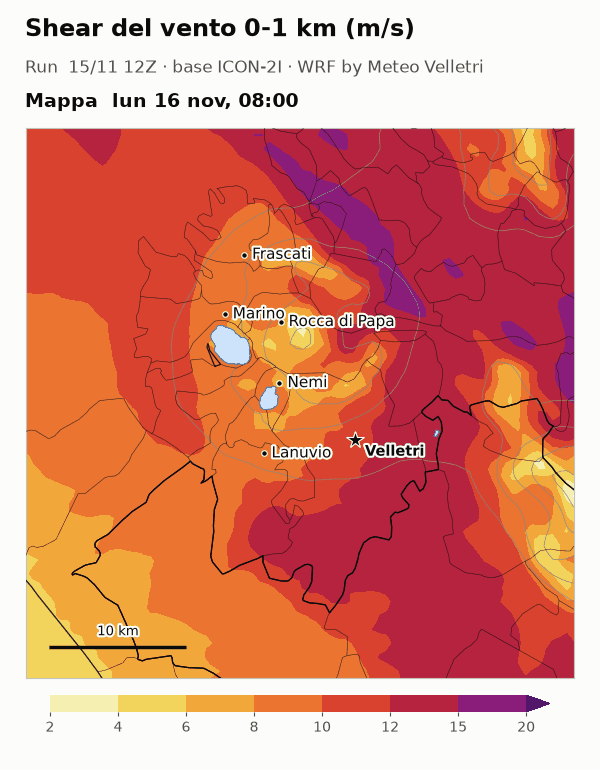 Shear del vento 0-1 km (m/s)
Run 15/11 12Z · base ICON-2I · WRF by Meteo Velletri
Mappa lun 16 nov, 08:00
Frascati
Marino
Rocca di Papa
Nemi
Velletri
Lanuvio
10 km
2 4 6 8 10 12 15 20